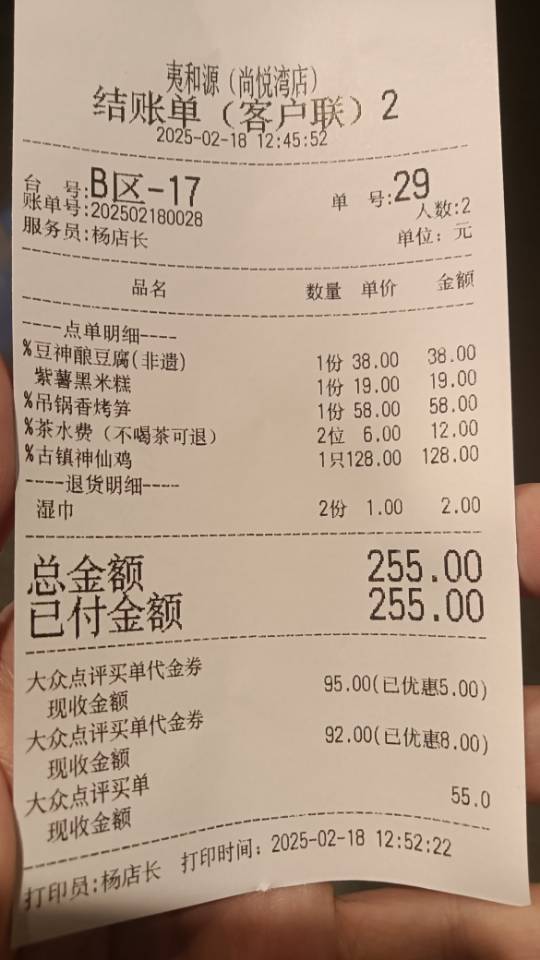 夷和源（尚悦湾店）
结账单（客户联）2
2025-02-18 12:45:52
台 号:B区-17 单 号:29
账单号:202502180028 人数:2
服务员:杨店长 单位：元
品名 数量 单价 金额
----点单明细----
%豆神酿豆腐(非遗) 1份 38.00 38.00
紫薯黑米糕 1份 19.00 19.00
%吊锅香烤笋 1份 58.00 58.00
%茶水费（不喝茶可退） 2位 6.00 12.00
%古镇神仙鸡 1只128.00 128.00
----退货明细----
湿巾 2份 1.00 2.00
总金额 255.00
已付金额 255.00
大众点评买单代金券
现收金额 95.00(已优惠5.00)
大众点评买单代金券
现收金额 92.00(已优惠8.00)
大众点评买单
现收金额 55.0
打印员:杨店长 打印时间：2025-02-18 12:52:22